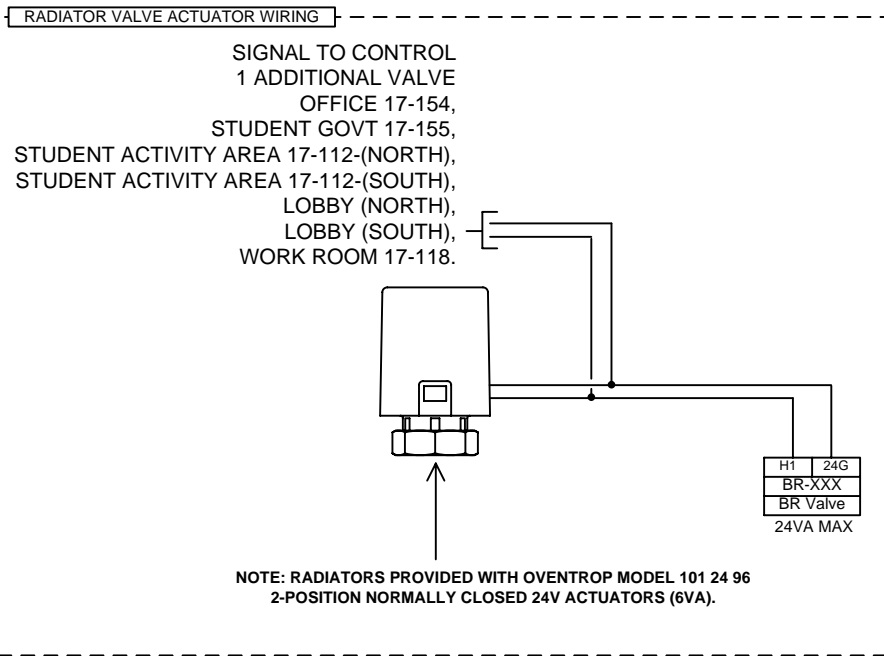 RADIATOR VALVE ACTUATOR WIRING
SIGNAL TO CONTROL
1 ADDITIONAL VALVE
OFFICE 17-154,
STUDENT GOVT 17-155,
STUDENT ACTIVITY AREA 17-112-(NORTH),
STUDENT ACTIVITY AREA 17-112-(SOUTH),
LOBBY (NORTH),
LOBBY (SOUTH),
WORK ROOM 17-118.
H1 24G
BR-XXX
BR Valve
24VA MAX
NOTE: RADIATORS PROVIDED WITH OVENTROP MODEL 101 24 96
2-POSITION NORMALLY CLOSED 24V ACTUATORS (6VA).